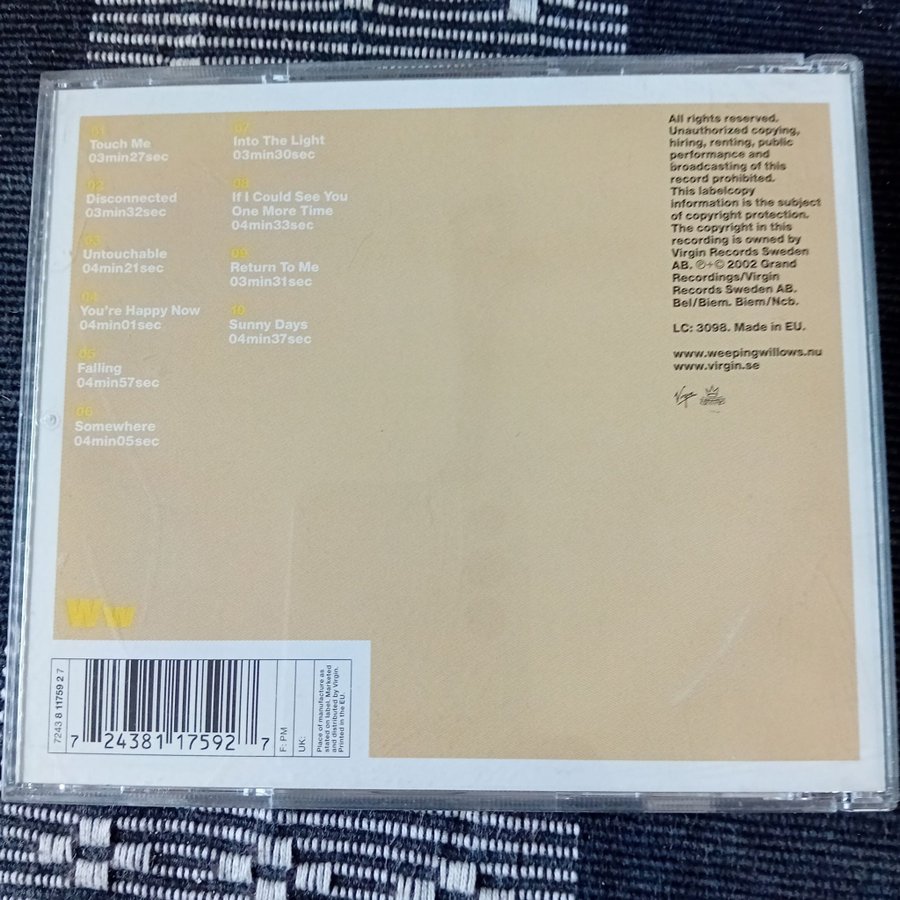 01
Touch Me
03min27sec
02
Disconnected
03min32sec
03
Untouchable
04min21sec
04
You're Happy Now
04min01sec
05
Falling
04min57sec
06
Somewhere
04min05sec
07
Into The Light
03min30sec
08
If I Could See You
One More Time
04min33sec
09
Return To Me
03min31sec
10
Sunny Days
04min37sec
All rights reserved.
Unauthorized copying,
hiring, renting, public
performance and
broadcasting of this
record prohibited.
This labelcopy
information is the subject
of copyright protection.
The copyright in this
recording is owned by
Virgin Records Sweden
AB. ℗+© 2002 Grand
Recordings/Virgin
Records Sweden AB.
Bel/Biem. Biem/Ncb.
LC: 3098. Made in EU.
www.weepingwillows.nu
www.virgin.se
Virgin
Ww
7243 8 11759 2 7
7 24381 17592 7
F: PM
UK:
Place of manufacture as
stated on label. Marketed
and distributed by Virgin.
Printed in the EU.